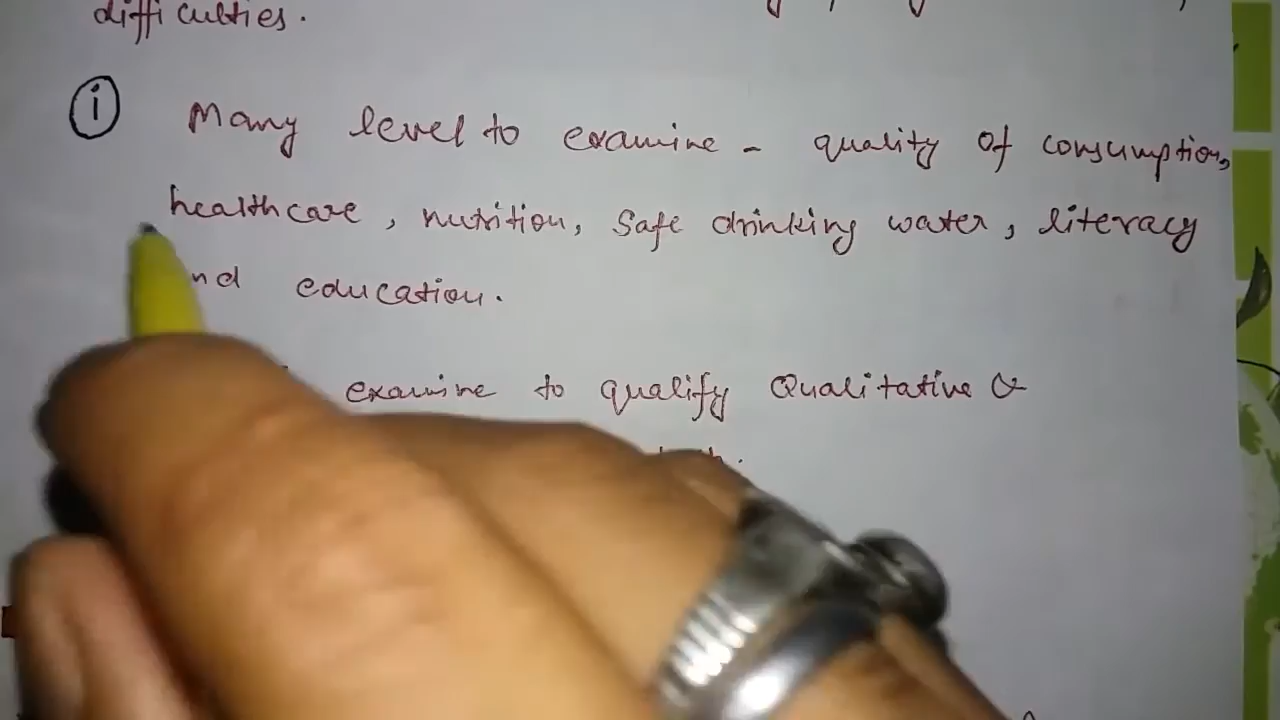 difficulties.
(i) Many level to examine - quality of consumption,
healthcare, nutrition, safe drinking water, literacy
nd education.
examine to qualify Qualitative &